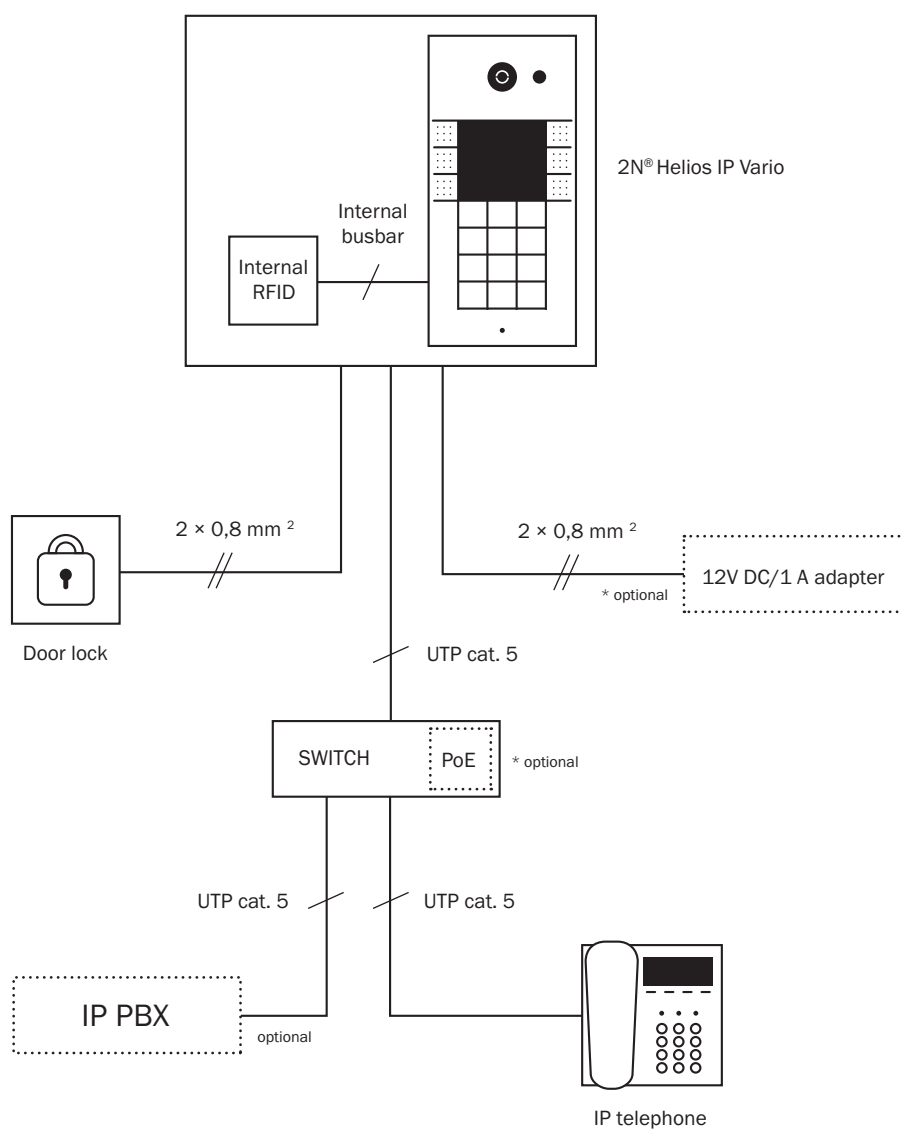 2N® Helios IP Vario
Internal
busbar
Internal
RFID
2 × 0,8 mm ²
2 × 0,8 mm ²
12V DC/1 A adapter
* optional
Door lock
UTP cat. 5
SWITCH
PoE
* optional
UTP cat. 5
UTP cat. 5
IP PBX
optional
IP telephone